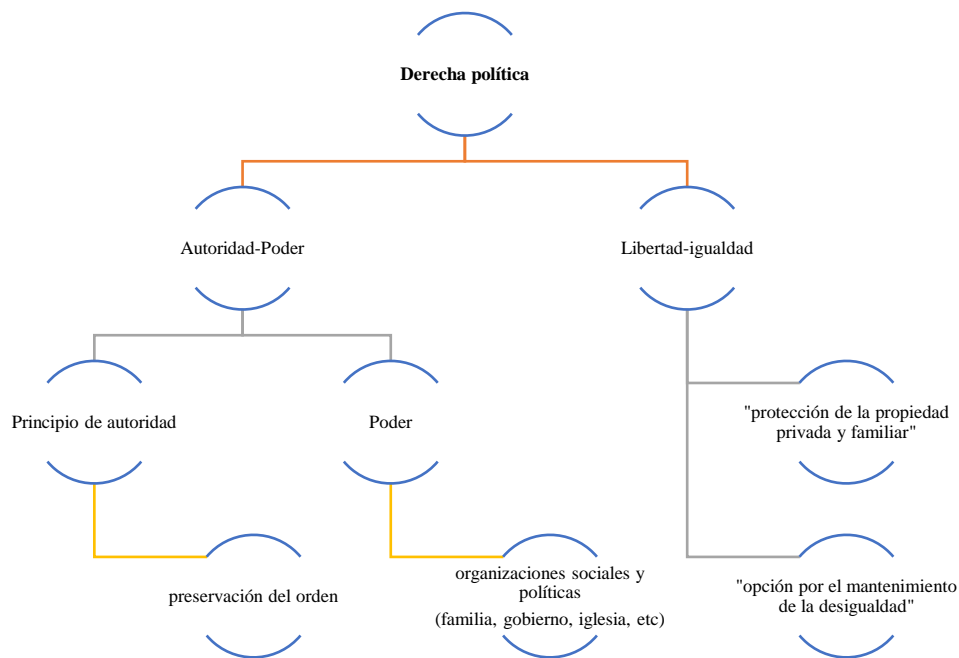 Derecha política
Autoridad-Poder
Libertad-igualdad
Principio de autoridad
Poder
"protección de la propiedad
privada y familiar"
preservación del orden
organizaciones sociales y
políticas
(familia, gobierno, iglesia, etc)
"opción por el mantenimiento
de la desigualdad"